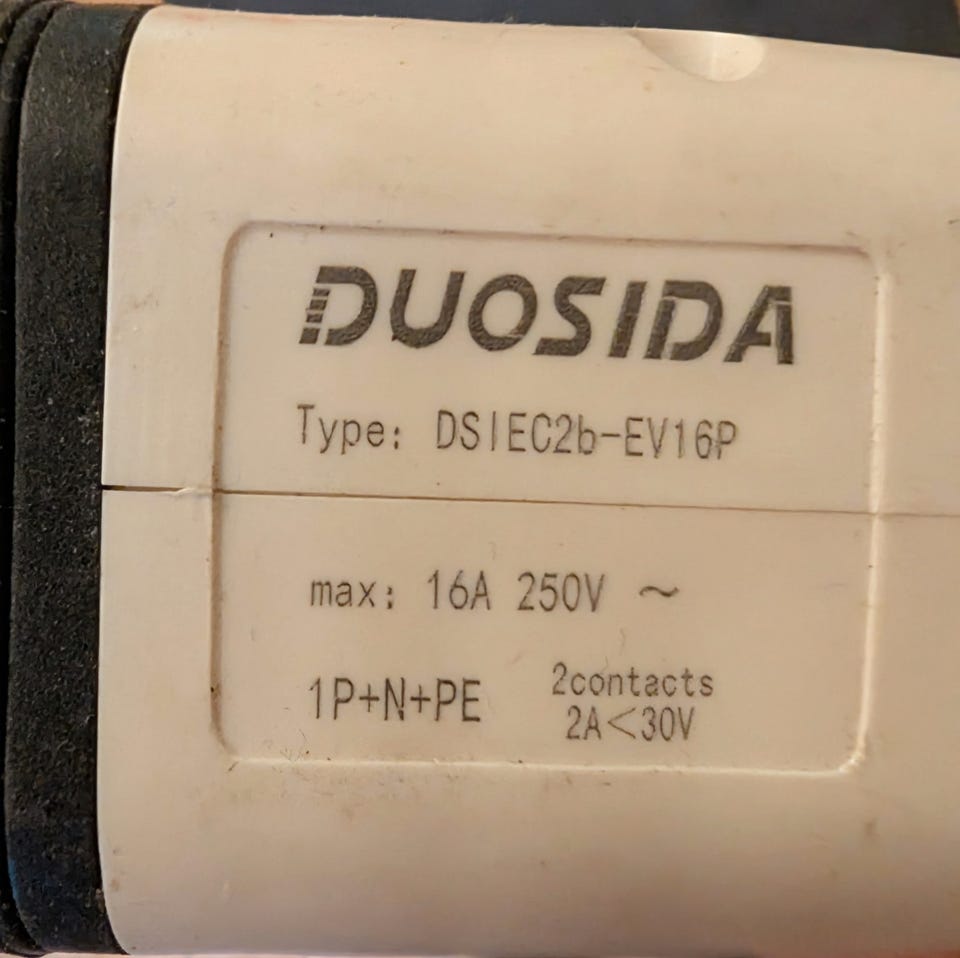 DUOSIDA
Type: DSIEC2b-EV16P
max: 16A 250V ~
1P+N+PE
2contacts
2A<30V